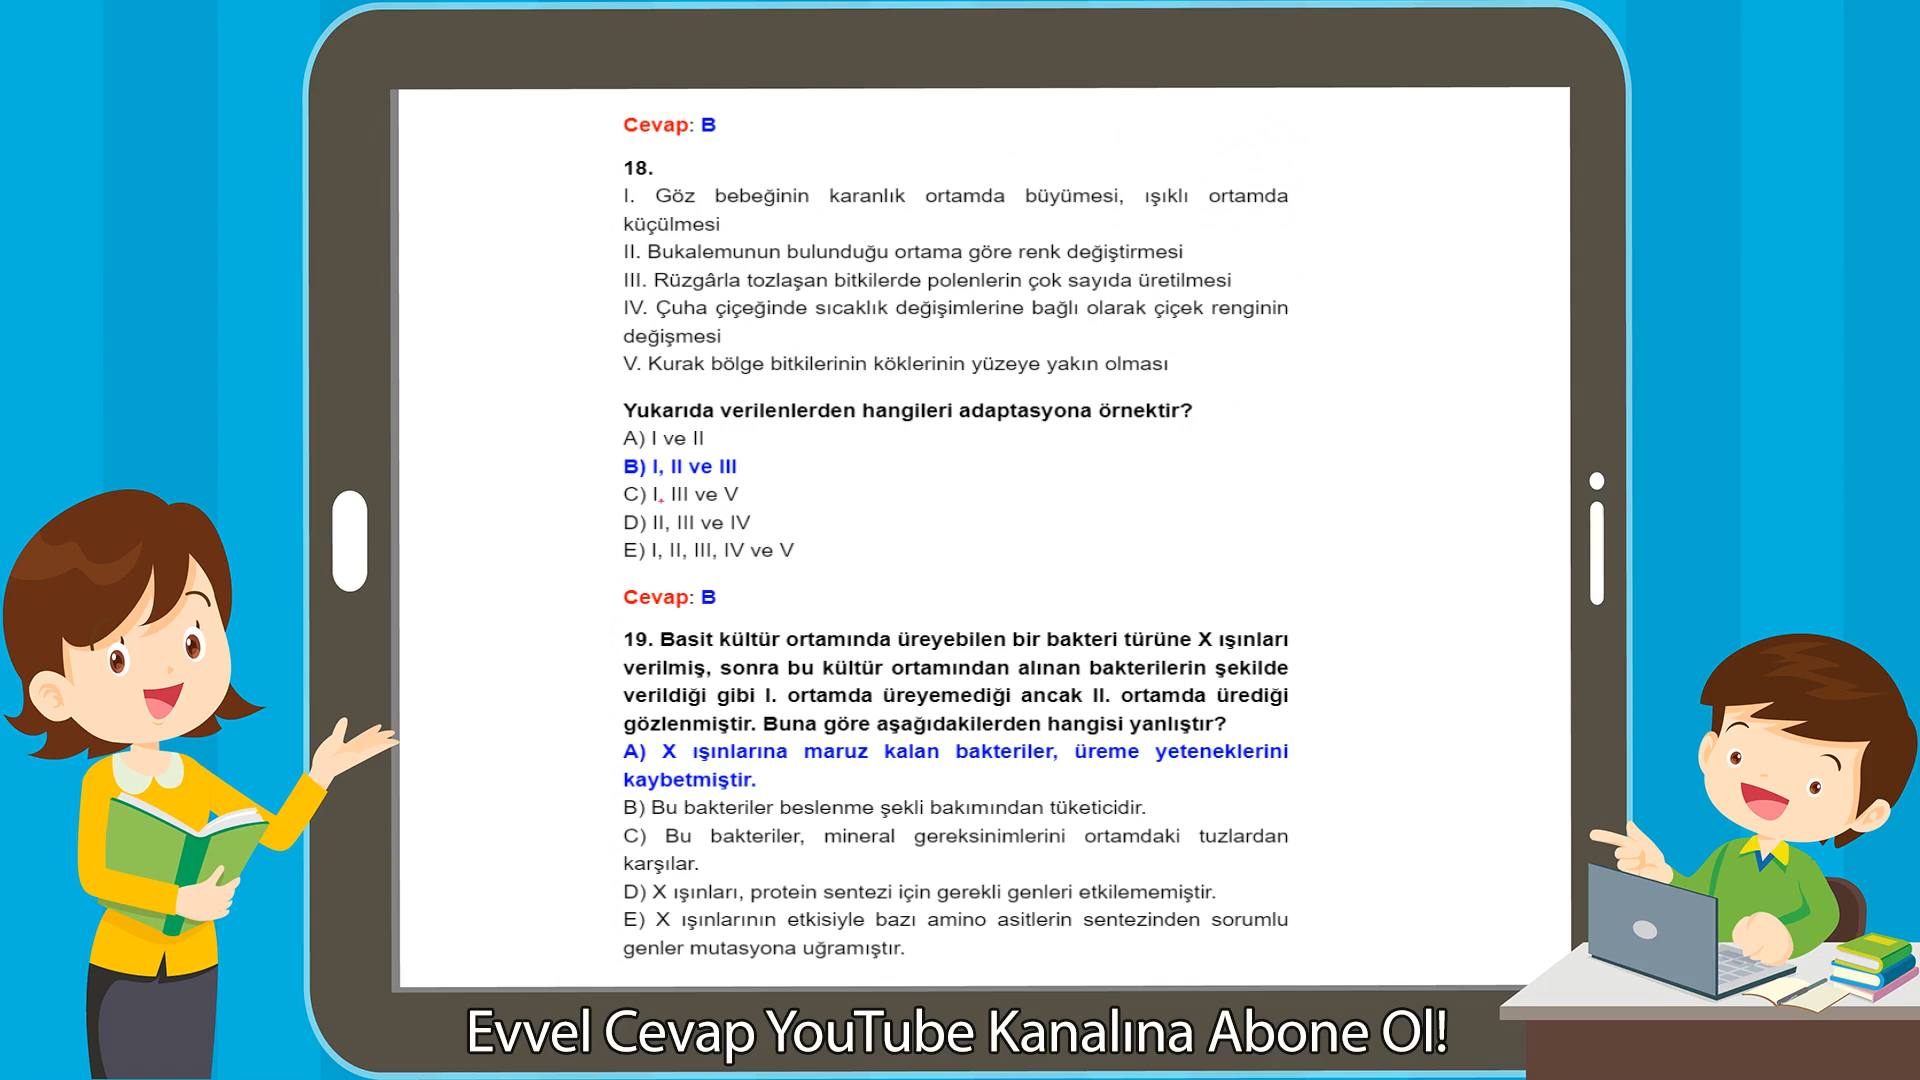 Cevap: B
18.
I. Göz bebeğinin karanlık ortamda büyümesi, ışıklı ortamda
küçülmesi
II. Bukalemunun bulunduğu ortama göre renk değiştirmesi
III. Rüzgârla tozlaşan bitkilerde polenlerin çok sayıda üretilmesi
IV. Çuha çiçeğinde sıcaklık değişimlerine bağlı olarak çiçek renginin
değişmesi
V. Kurak bölge bitkilerinin köklerinin yüzeye yakın olması
Yukarıda verilenlerden hangileri adaptasyona örnektir?
A) I ve II
B) I, II ve III
C) I, III ve V
D) II, III ve IV
E) I, II, III, IV ve V
Cevap: B
19. Basit kültür ortamında üreyebilen bir bakteri türüne X ışınları
verilmiş, sonra bu kültür ortamından alınan bakterilerin şekilde
verildiği gibi I. ortamda üreyemediği ancak II. ortamda ürediği
gözlenmiştir. Buna göre aşağıdakilerden hangisi yanlıştır?
A) X ışınlarına maruz kalan bakteriler, üreme yeteneklerini
kaybetmiştir.
B) Bu bakteriler beslenme şekli bakımından tüketicidir.
C) Bu bakteriler, mineral gereksinimlerini ortamdaki tuzlardan
karşılar.
D) X ışınları, protein sentezi için gerekli genleri etkilememiştir.
E) X ışınlarının etkisiyle bazı amino asitlerin sentezinden sorumlu
genler mutasyona uğramıştır.
Evvel Cevap YouTube Kanalına Abone Ol!